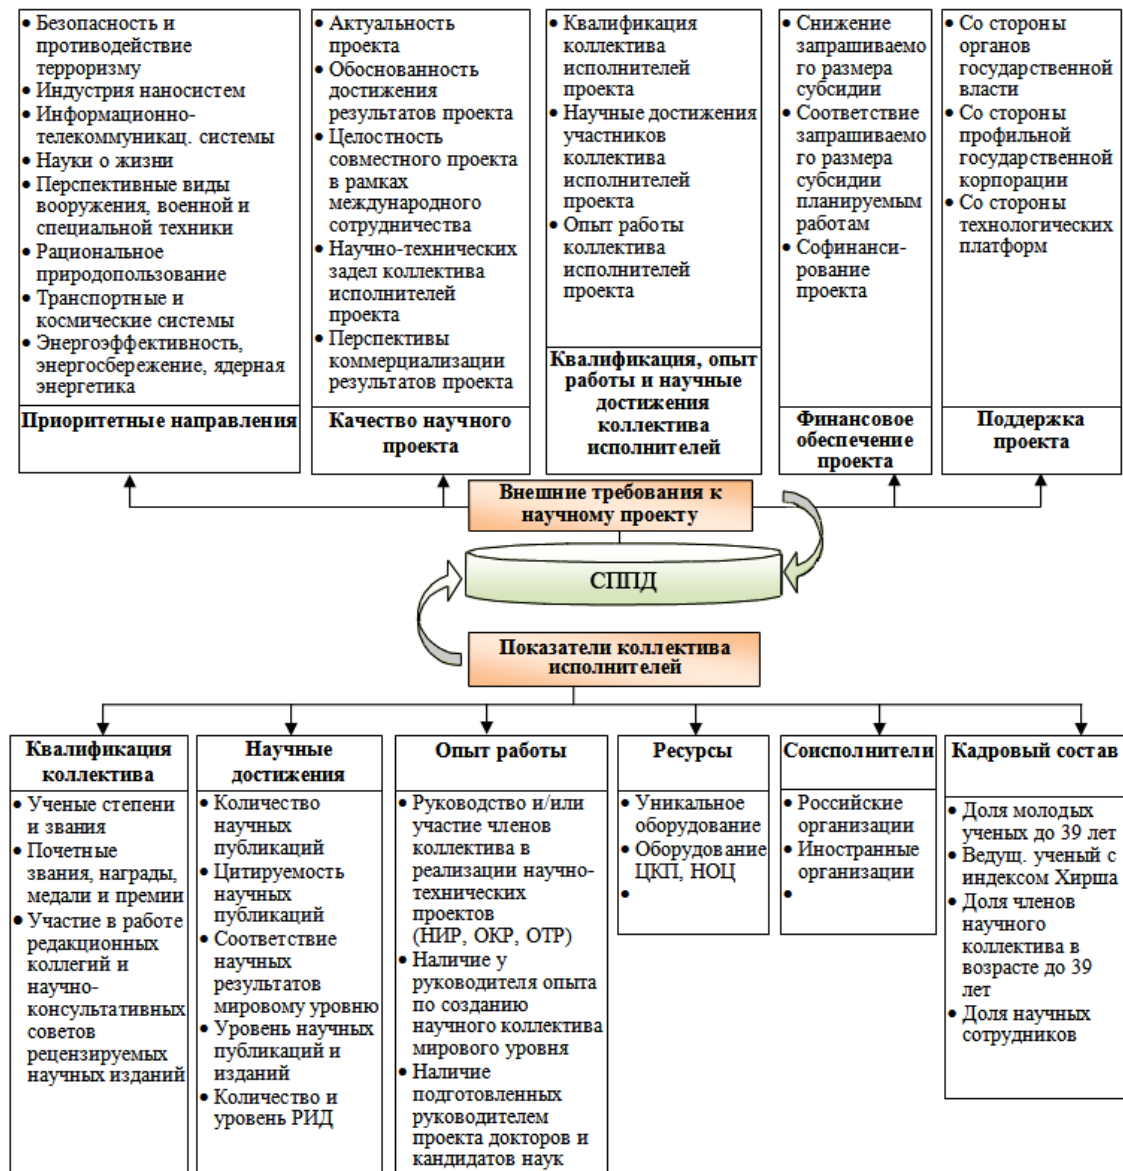 • Безопасность и
противодействие
терроризму
• Индустрия наносистем
• Информационно-
телекоммуникац. системы
• Науки о жизни
• Перспективные виды
вооружения, военной и
специальной техники
• Рациональное
природопользование
• Транспортные и
космические системы
• Энергоэффективность,
энергосбережение, ядерная
энергетика
Приоритетные направления
• Актуальность
проекта
• Обоснованность
достижения
результатов проекта
• Целостность
совместного проекта
в рамках
международного
сотрудничества
• Научно-технических
задел коллектива
исполнителей
проекта
• Перспективы
коммерциализации
результатов проекта
Качество научного
проекта
• Квалификация
коллектива
исполнителей
проекта
• Научные достижения
участников
коллектива
исполнителей
проекта
• Опыт работы
коллектива
исполнителей
проекта
Квалификация, опыт
работы и научные
достижения
коллектива
исполнителей
• Снижение
запрашиваемо
го размера
субсидии
• Соответствие
запрашиваемо
го размера
субсидии
планируемым
работам
• Софинанси-
рование
проекта
Финансовое
обеспечение
проекта
• Со стороны
органов
государственной
власти
• Со стороны
профильной
государственной
корпорации
• Со стороны
технологических
платформ
Поддержка
проекта
Внешние требования к
научному проекту
СППД
Показатели коллектива
исполнителей
Квалификация
коллектива
• Ученые степени
и звания
• Почетные
звания, награды,
медали и премии
• Участие в работе
редакционных
коллегий и
научно-
консультативных
советов
рецензируемых
научных изданий
Научные
достижения
• Количество
научных
публикаций
• Цитируемость
научных
публикаций
• Соответствие
научных
результатов
мировому уровню
• Уровень научных
публикаций и
изданий
• Количество и
уровень РИД
Опыт работы
• Руководство и/или
участие членов
коллектива в
реализации научно-
технических
проектов
(НИР, ОКР, ОТР)
• Наличие у
руководителя опыта
по созданию
научного коллектива
мирового уровня
• Наличие
подготовленных
руководителем
проекта докторов и
кандидатов наук
Ресурсы
• Уникальное
оборудование
• Оборудование
ЦКП, НОЦ
•
Соисполнители
• Российские
организации
• Иностранные
организации
•
Кадровый состав
• Доля молодых
ученых до 39 лет
• Ведущ. ученый с
индексом Хирша
• Доля членов
научного
коллектива в
возрасте до 39
лет
• Доля научных
сотрудников